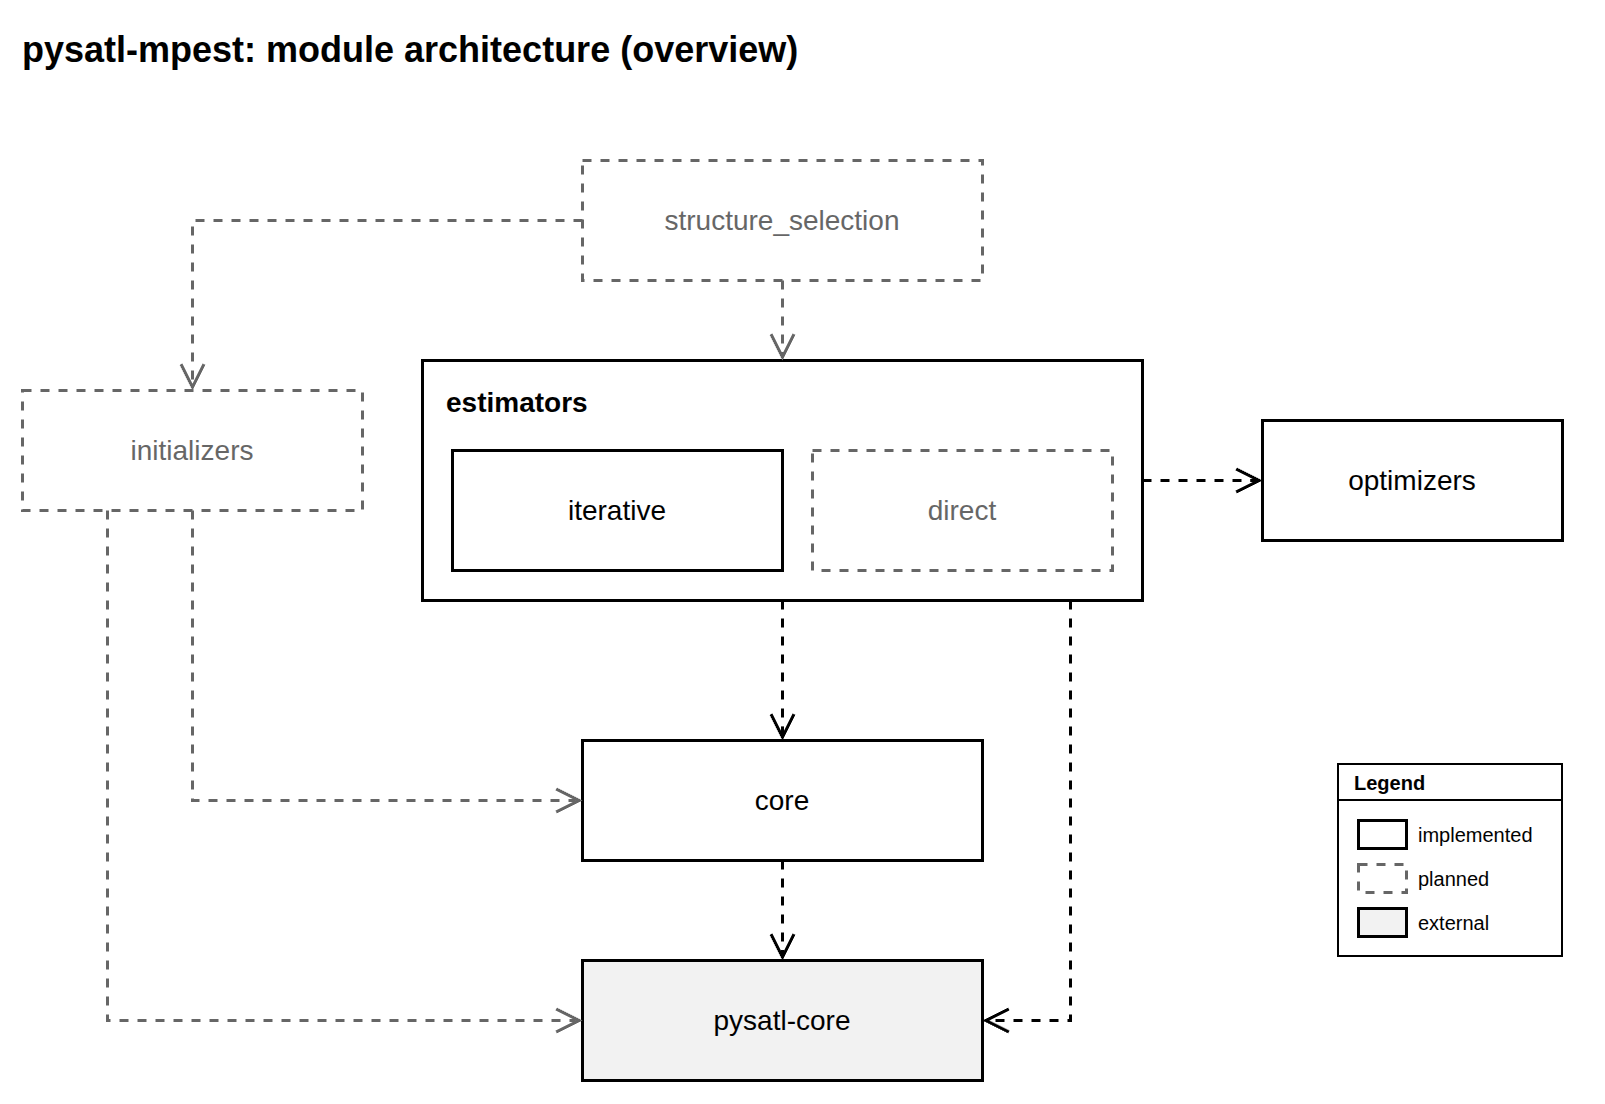 pysatl-mpest: module architecture (overview)
structure_selection
estimators
initializers
iterative
direct
optimizers
core
pysatl-core
Legend
implemented
planned
external